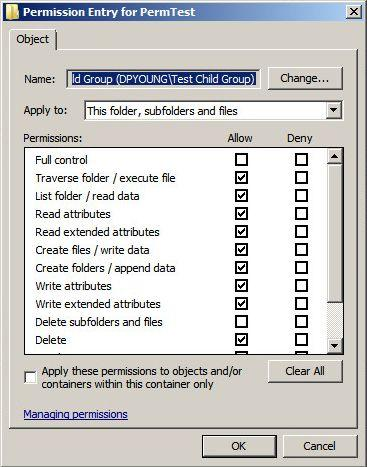 Permission Entry for PermTest
Object
Name: ld Group (DPYOUNG\Test Child Group) Change...
Apply to: This folder, subfolders and files
Permissions: Allow Deny
Full control
Traverse folder / execute file
List folder / read data
Read attributes
Read extended attributes
Create files / write data
Create folders / append data
Write attributes
Write extended attributes
Delete subfolders and files
Delete
Apply these permissions to objects and/or
containers within this container only
Clear All
Managing permissions
OK Cancel